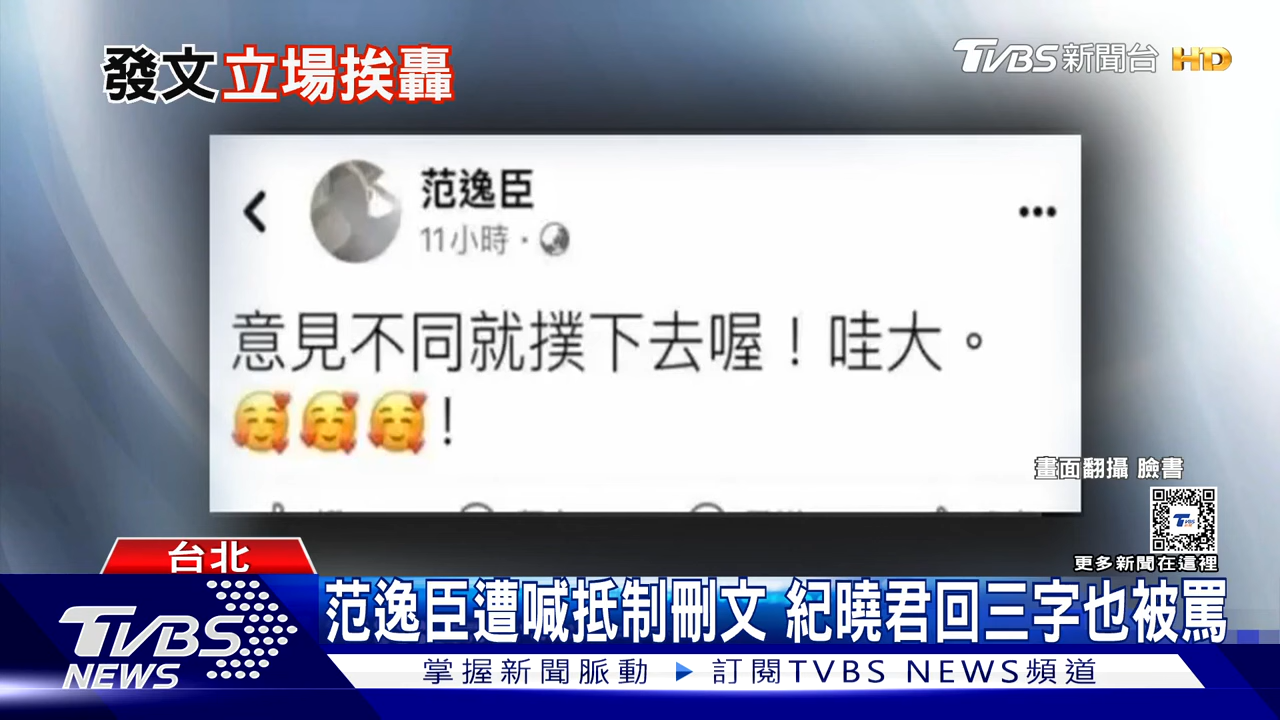 發文立場挨轟
TVBS新聞台 HD
范逸臣
11小時·
意見不同就撲下去喔！哇大。
🥰🥰🥰！
畫面翻攝 臉書
TVBS
更多新聞在這裡
台北
范逸臣遭喊抵制刪文 紀曉君回三字也被罵
TVBS NEWS
掌握新聞脈動 ▶ 訂閱TVBS NEWS頻道